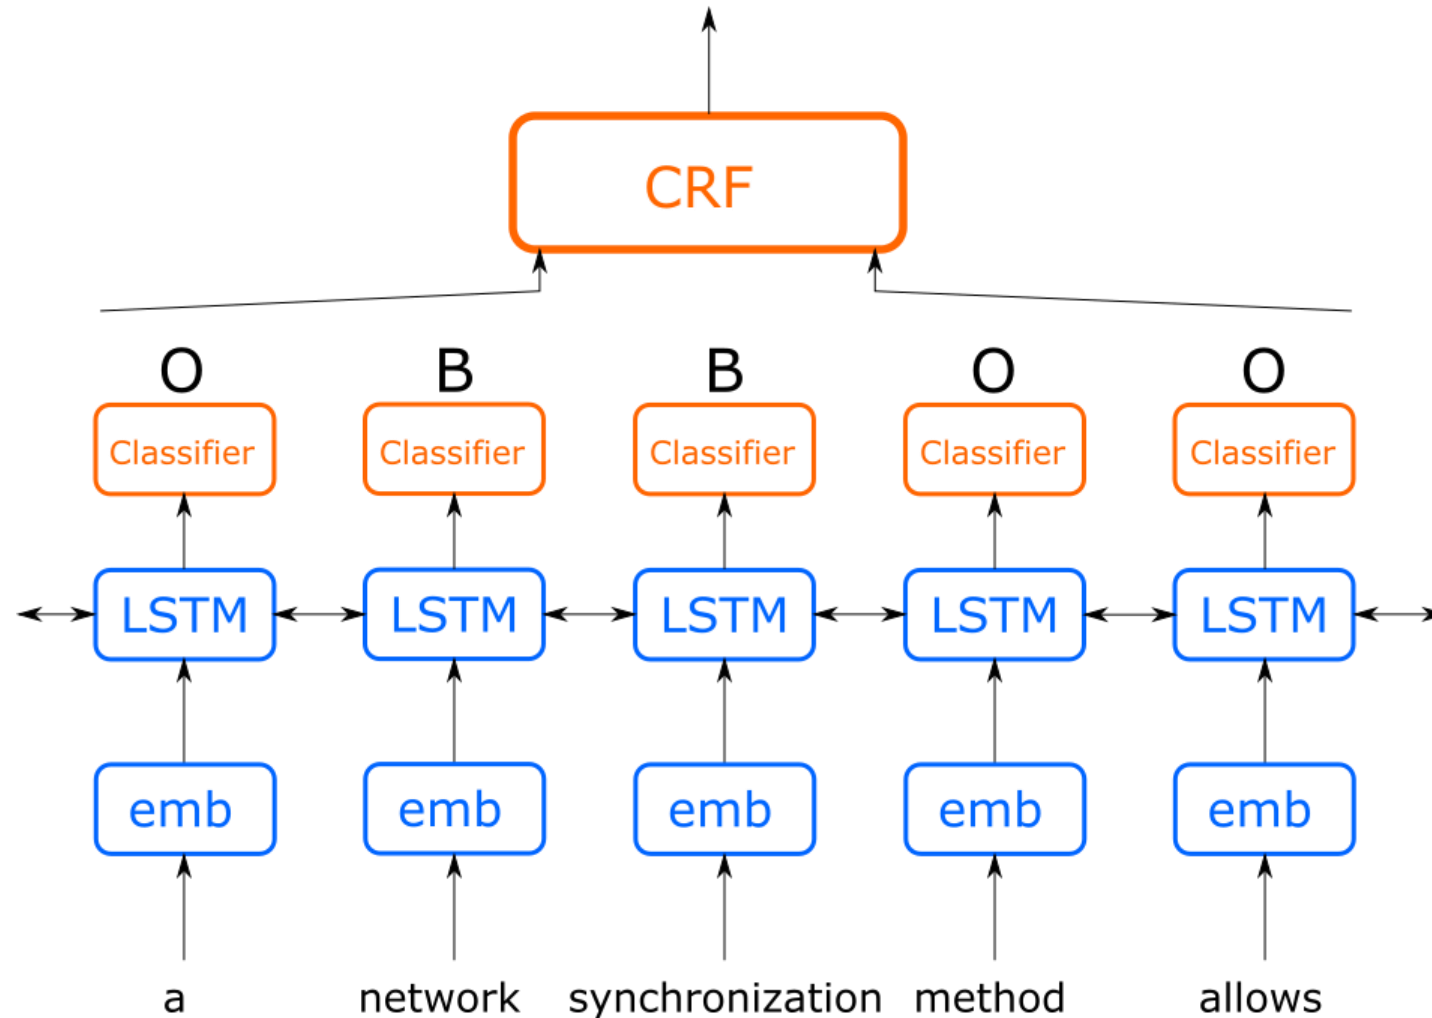 CRF
O B B O O
Classifier Classifier Classifier Classifier Classifier
LSTM LSTM LSTM LSTM LSTM
emb emb emb emb emb
a network synchronization method allows